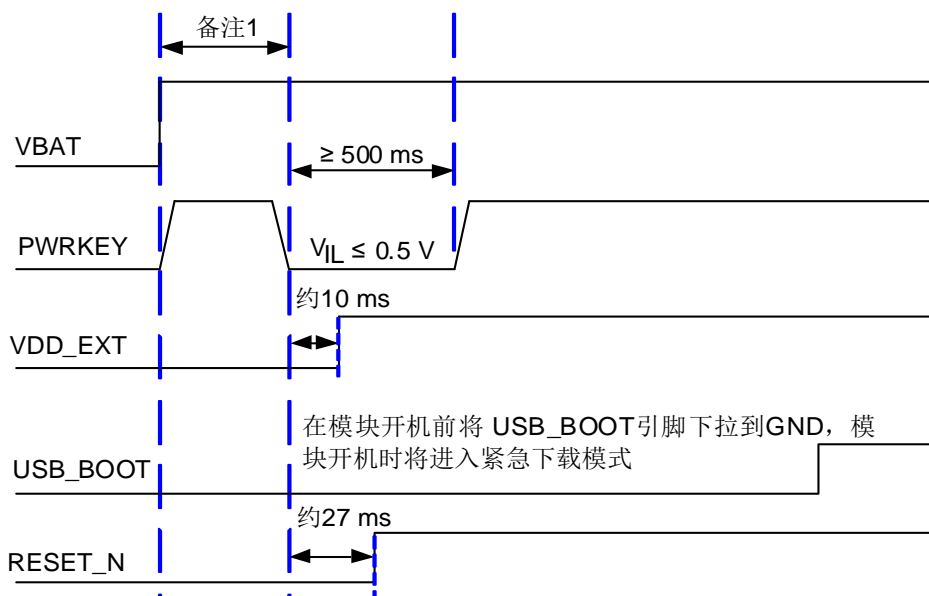 备注1
VBAT
≥ 500 ms
PWRKEY
VIL ≤ 0.5 V
约10 ms
VDD_EXT
在模块开机前将 USB_BOOT引脚下拉到GND，模
块开机时将进入紧急下载模式
USB_BOOT
约27 ms
RESET_N